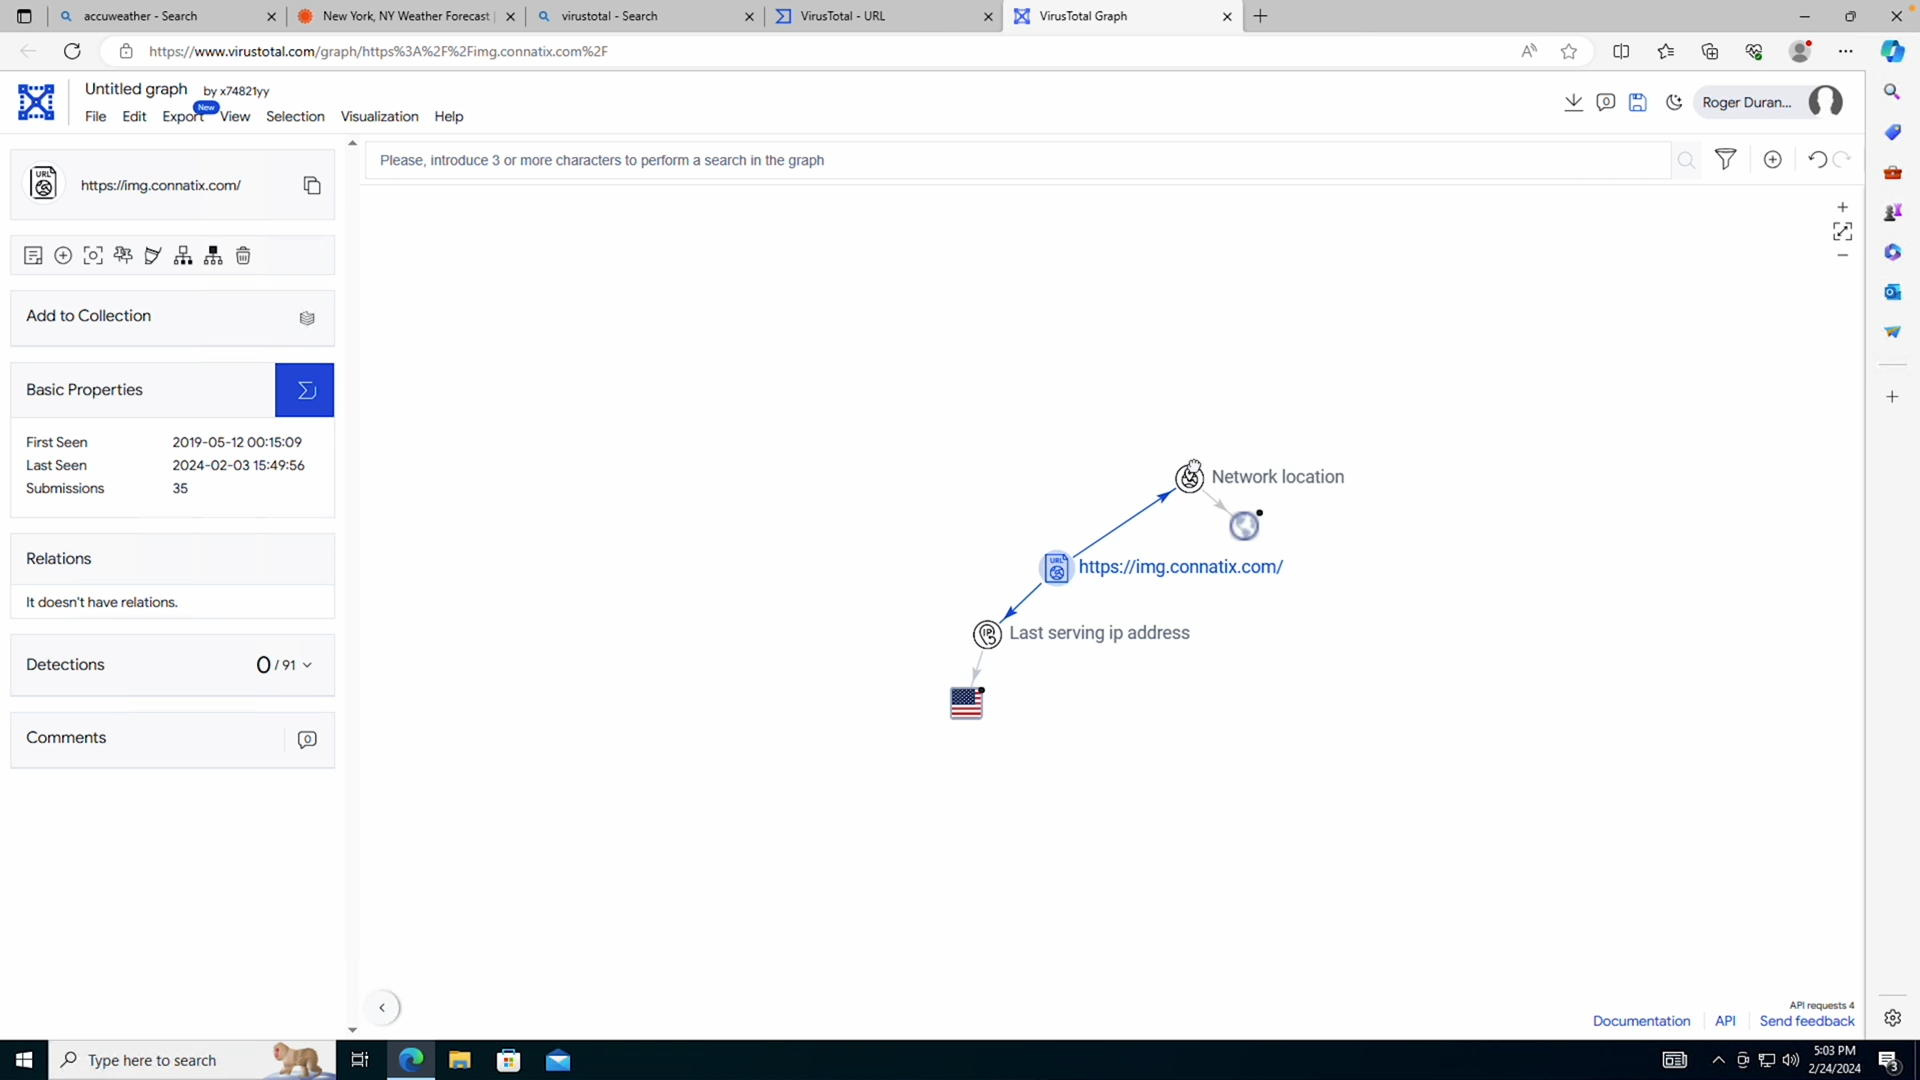 accuweather - Search
New York, NY Weather Forecast
virustotal - Search
VirusTotal - URL
VirusTotal Graph
https://www.virustotal.com/graph/https%3A%2F%2Fimg.connatix.com%2F
Untitled graph by x74821yy
New
File Edit Export View Selection Visualization Help
0
Roger Duran...
URL
https://img.connatix.com/
Please, introduce 3 or more characters to perform a search in the graph
Add to Collection
Basic Properties
First Seen 2019-05-12 00:15:09
Last Seen 2024-02-03 15:49:56
Submissions 35
Relations
It doesn't have relations.
Detections 0 / 91
Comments 0
Network location
URL
https://img.connatix.com/
IP
Last serving ip address
API requests 4
Documentation API Send feedback
Type here to search
5:03 PM
2/24/2024
3